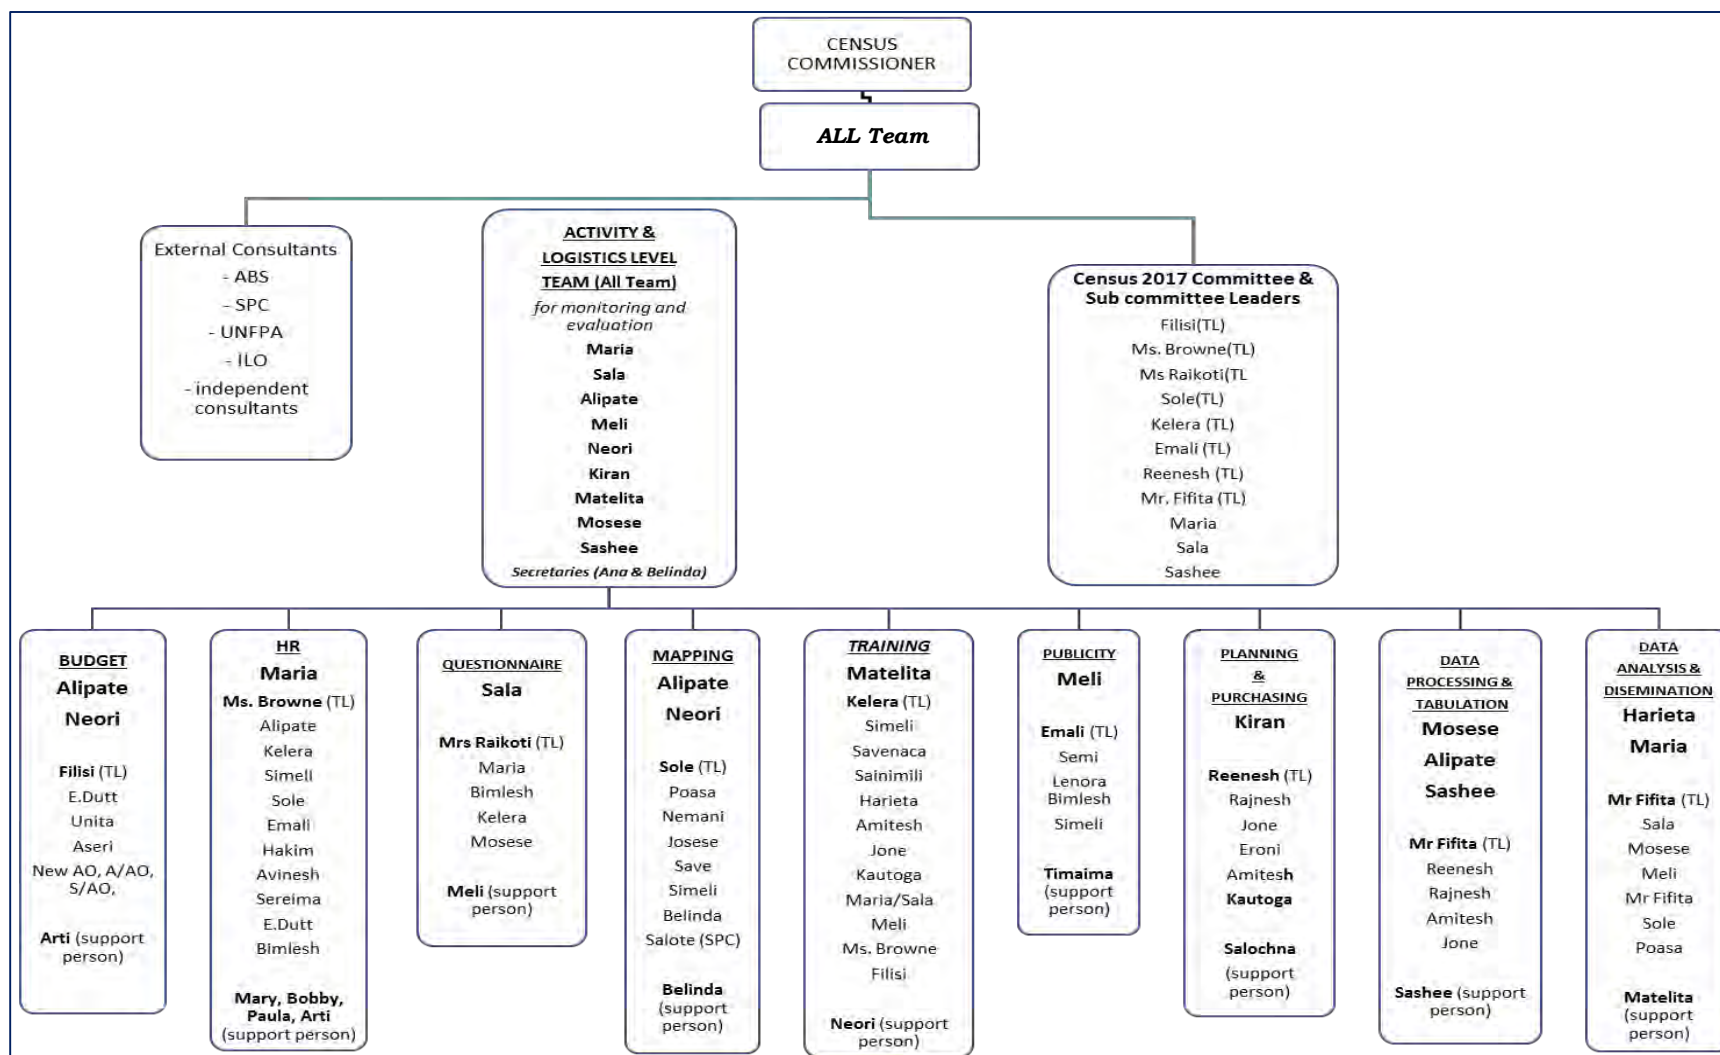 CENSUS
COMMISSIONER
ALL Team
External Consultants
- ABS
- SPC
- UNFPA
- ILO
- independent
consultants
ACTIVITY &
LOGISTICS LEVEL
TEAM (All Team)
for monitoring and
evaluation
Maria
Sala
Alipate
Meli
Neori
Kiran
Matelita
Mosese
Sashee
Secretaries (Ana & Belinda)
Census 2017 Committee &
Sub committee Leaders
Filisi(TL)
Ms. Browne(TL)
Ms Raikoti(TL
Sole(TL)
Kelera (TL)
Emali (TL)
Reenesh (TL)
Mr. Fifita (TL)
Maria
Sala
Sashee
BUDGET
Alipate
Neori
Filisi (TL)
E.Dutt
Unita
Aseri
New AO, A/AO,
S/AO,
Arti (support
person)
HR
Maria
Ms. Browne (TL)
Alipate
Kelera
Simeli
Sole
Emali
Hakim
Avinesh
Sereima
E.Dutt
Bimlesh
Mary, Bobby,
Paula, Arti
(support person)
QUESTIONNAIRE
Sala
Mrs Raikoti (TL)
Maria
Bimlesh
Kelera
Mosese
Meli (support
person)
MAPPING
Alipate
Neori
Sole (TL)
Poasa
Nemani
Josese
Save
Simeli
Belinda
Salote (SPC)
Belinda
(support
person)
TRAINING
Matelita
Kelera (TL)
Simeli
Savenaca
Sainimili
Harieta
Amitesh
Jone
Kautoga
Maria/Sala
Meli
Ms. Browne
Filisi
Neori (support
person)
PUBLICITY
Meli
Emali (TL)
Semi
Lenora
Bimlesh
Simeli
Timaima
(support
person)
PLANNING
&
PURCHASING
Kiran
Reenesh (TL)
Rajnesh
Jone
Eroni
Amitesh
Kautoga
Salochna
(support
person)
DATA
PROCESSING &
TABULATION
Mosese
Alipate
Sashee
Mr Fifita (TL)
Reenesh
Rajnesh
Amitesh
Jone
Sashee (support
person)
DATA
ANALYSIS &
DISEMINATION
Harieta
Maria
Mr Fifita (TL)
Sala
Mosese
Meli
Mr Fifita
Sole
Poasa
Matelita
(support
person)